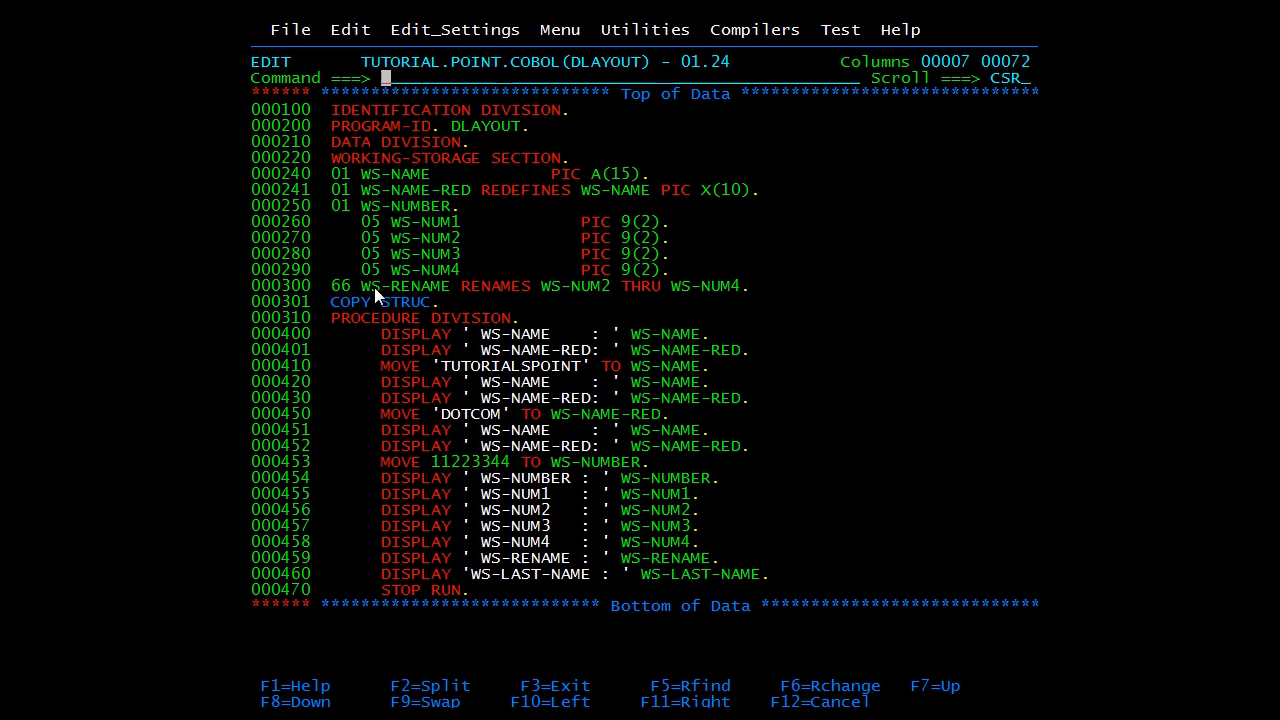 File  Edit  Edit_Settings  Menu  Utilities  Compilers  Test  Help
EDIT       TUTORIAL.POINT.COBOL(DLAYOUT) - 01.24           Columns 00007 00072
Command ===>                                                  Scroll ===> CSR_
****** ***************************** Top of Data ******************************
000100  IDENTIFICATION DIVISION.
000200  PROGRAM-ID. DLAYOUT.
000210  DATA DIVISION.
000220  WORKING-STORAGE SECTION.
000240  01 WS-NAME            PIC A(15).
000241  01 WS-NAME-RED REDEFINES WS-NAME PIC X(10).
000250  01 WS-NUMBER.
000260     05 WS-NUM1            PIC 9(2).
000270     05 WS-NUM2            PIC 9(2).
000280     05 WS-NUM3            PIC 9(2).
000290     05 WS-NUM4            PIC 9(2).
000300  66 WS-RENAME RENAMES WS-NUM2 THRU WS-NUM4.
000301  COPY STRUC.
000310  PROCEDURE DIVISION.
000400       DISPLAY ' WS-NAME    : ' WS-NAME.
000401       DISPLAY ' WS-NAME-RED: ' WS-NAME-RED.
000410       MOVE 'TUTORIALSPOINT' TO WS-NAME.
000420       DISPLAY ' WS-NAME    : ' WS-NAME.
000430       DISPLAY ' WS-NAME-RED: ' WS-NAME-RED.
000450       MOVE 'DOTCOM' TO WS-NAME-RED.
000451       DISPLAY ' WS-NAME    : ' WS-NAME.
000452       DISPLAY ' WS-NAME-RED: ' WS-NAME-RED.
000453       MOVE 11223344 TO WS-NUMBER.
000454       DISPLAY ' WS-NUMBER : ' WS-NUMBER.
000455       DISPLAY ' WS-NUM1   : ' WS-NUM1.
000456       DISPLAY ' WS-NUM2   : ' WS-NUM2.
000457       DISPLAY ' WS-NUM3   : ' WS-NUM3.
000458       DISPLAY ' WS-NUM4   : ' WS-NUM4.
000459       DISPLAY ' WS-RENAME : ' WS-RENAME.
000460       DISPLAY 'WS-LAST-NAME : ' WS-LAST-NAME.
000470       STOP RUN.
****** **************************** Bottom of Data ****************************
F1=Help      F2=Split     F3=Exit      F5=Rfind     F6=Rchange   F7=Up
F8=Down      F9=Swap     F10=Left     F11=Right    F12=Cancel